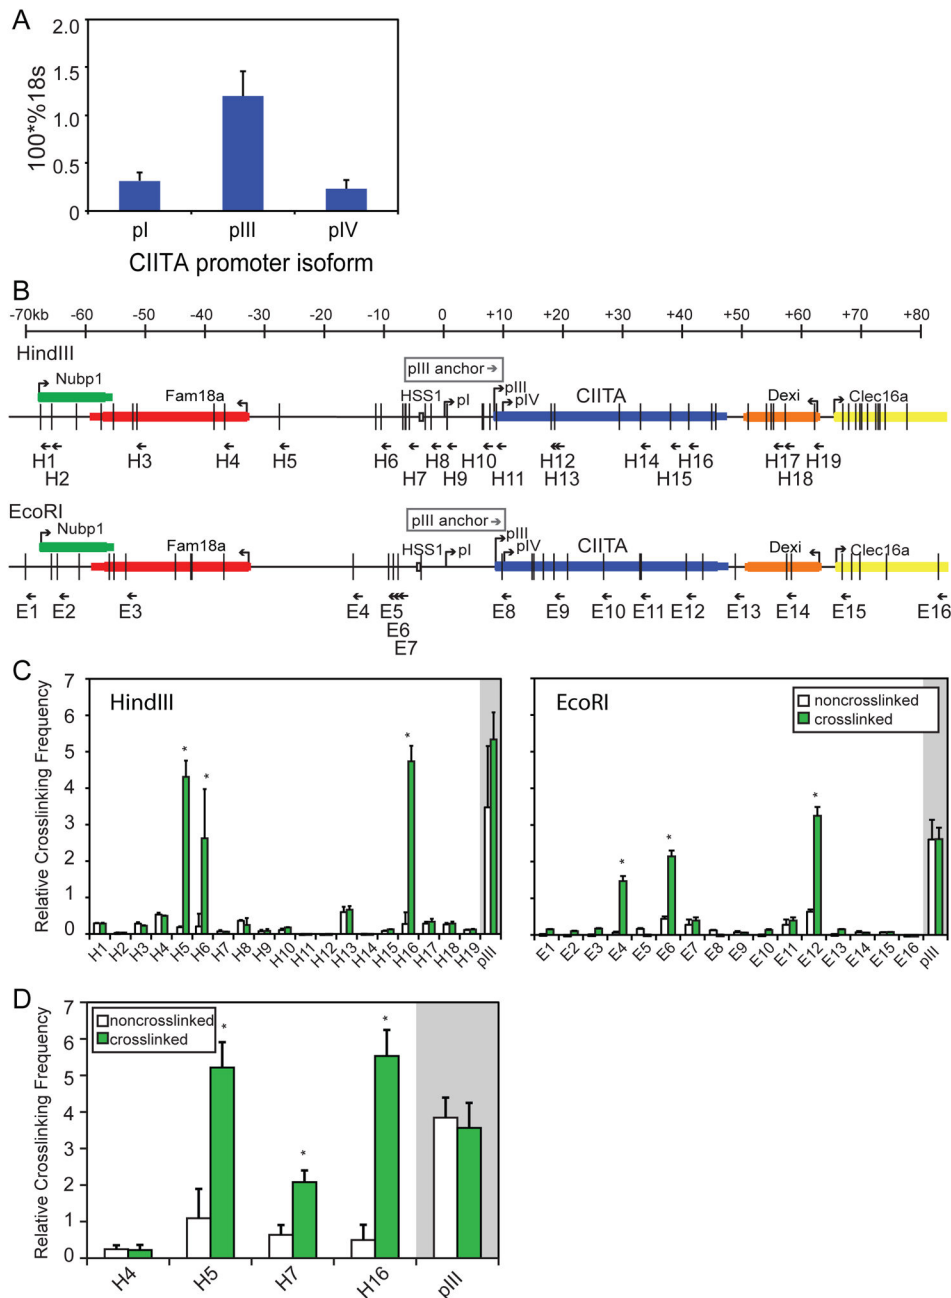 A
2.0
1.5
1.0
0.5
0
100*%18s
pI pIII pIV
CIITA promoter isoform
B
-70kb -60 -50 -40 -30 -20 -10 0 +10 +20 +30 +40 +50 +60 +70 +80
HindIII
pIII anchor
Nubp1 Fam18a HSS1 pI pIII pIV CIITA Dexi Clec16a
H1 H3 H4 H5 H6 H8 H10 H12 H14 H16 H17 H19
H2 H7 H9 H11 H13 H15 H18
EcoRI
pIII anchor
Nubp1 Fam18a HSS1 pI pIII pIV CIITA Dexi Clec16a
E1 E2 E3 E4 E5 E8 E9 E10 E11 E12 E13 E14 E15 E16
E6
E7
C
7
6
5
4
3
2
1
0
Relative Crosslinking Frequency
HindIII
* * *
H1 H2 H3 H4 H5 H6 H7 H8 H9 H10 H11 H12 H13 H14 H15 H16 H17 H18 H19 pIII
7
6
5
4
3
2
1
0
EcoRI
noncrosslinked
crosslinked
* * *
E1 E2 E3 E4 E5 E6 E7 E8 E9 E10 E11 E12 E13 E14 E15 E16 pIII
D
7
6
5
4
3
2
1
0
Relative Crosslinking Frequency
noncrosslinked
crosslinked
* * *
H4 H5 H7 H16 pIII